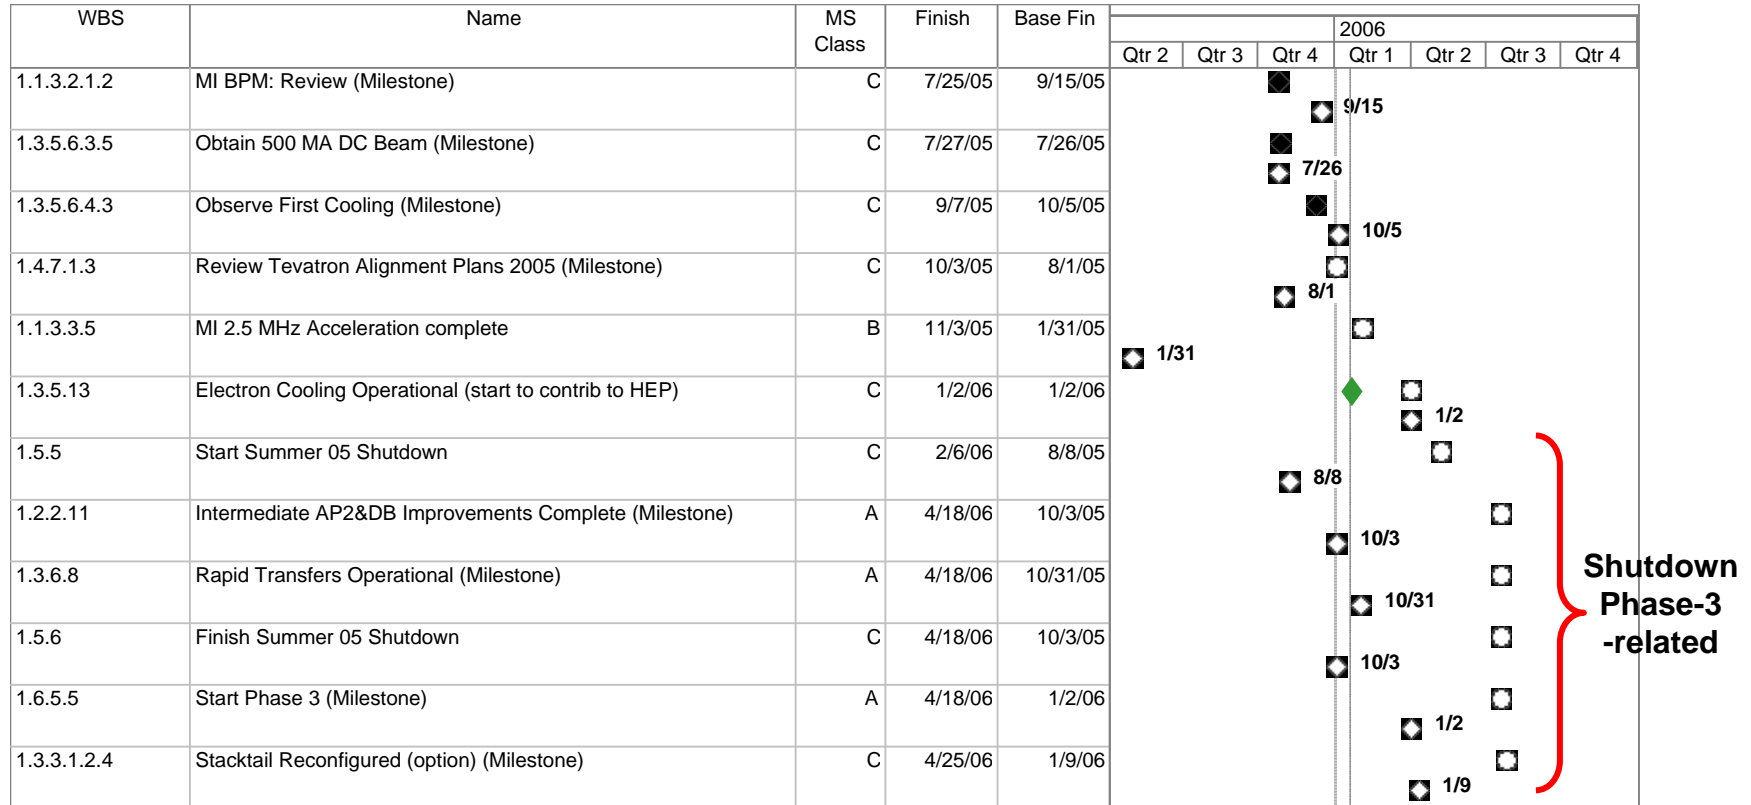 WBS Name MS Class Finish Base Fin
2006
Qtr 2 Qtr 3 Qtr 4 Qtr 1 Qtr 2 Qtr 3 Qtr 4
1.1.3.2.1.2 MI BPM: Review (Milestone) C 7/25/05 9/15/05
9/15
1.3.5.6.3.5 Obtain 500 MA DC Beam (Milestone) C 7/27/05 7/26/05
7/26
1.3.5.6.4.3 Observe First Cooling (Milestone) C 9/7/05 10/5/05
10/5
1.4.7.1.3 Review Tevatron Alignment Plans 2005 (Milestone) C 10/3/05 8/1/05
8/1
1.1.3.3.5 MI 2.5 MHz Acceleration complete B 11/3/05 1/31/05
1/31
1.3.5.13 Electron Cooling Operational (start to contrib to HEP) C 1/2/06 1/2/06
1/2
1.5.5 Start Summer 05 Shutdown C 2/6/06 8/8/05
8/8
1.2.2.11 Intermediate AP2&DB Improvements Complete (Milestone) A 4/18/06 10/3/05
10/3
1.3.6.8 Rapid Transfers Operational (Milestone) A 4/18/06 10/31/05
10/31
1.5.6 Finish Summer 05 Shutdown C 4/18/06 10/3/05
10/3
1.6.5.5 Start Phase 3 (Milestone) A 4/18/06 1/2/06
1/2
1.3.3.1.2.4 Stacktail Reconfigured (option) (Milestone) C 4/25/06 1/9/06
1/9
Shutdown
Phase-3
-related